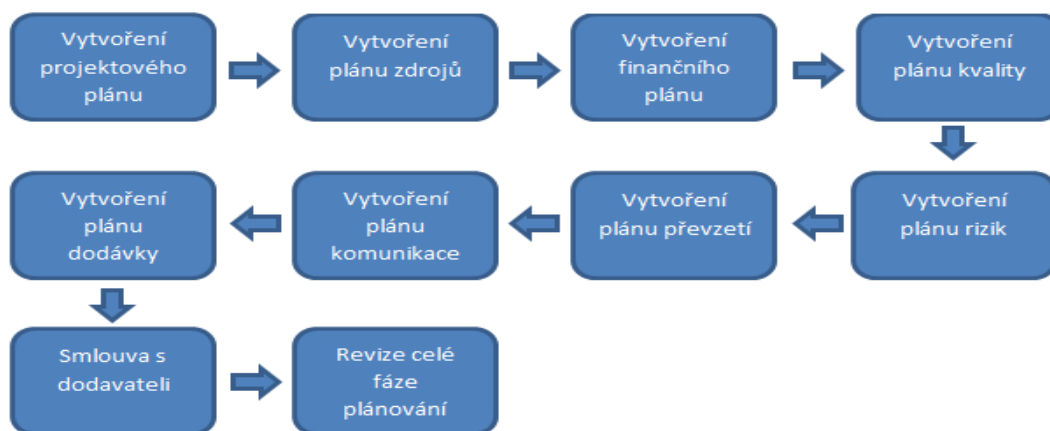 Vytvoření
projektového
plánu
Vytvoření
plánu zdrojů
Vytvoření
finančního
plánu
Vytvoření
plánu kvality
Vytvoření
plánu rizik
Vytvoření
plánu převzetí
Vytvoření
plánu
komunikace
Vytvoření
plánu
dodávky
Smlouva s
dodavateli
Revize celé
fáze
plánování